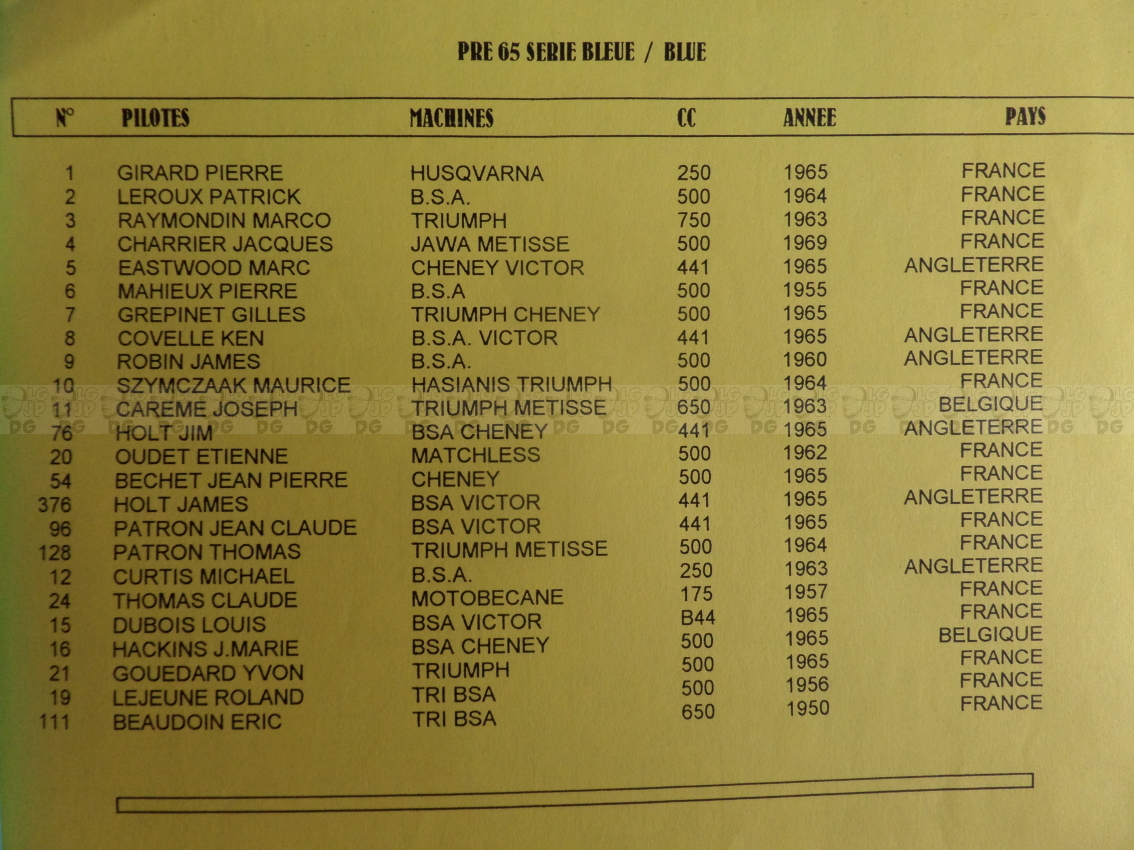 PRE 65 SERIE BLEUE / BLUE
N° PILOTES MACHINES CC ANNEE PAYS
1 GIRARD PIERRE HUSQVARNA 250 1965 FRANCE
2 LEROUX PATRICK B.S.A. 500 1964 FRANCE
3 RAYMONDIN MARCO TRIUMPH 750 1963 FRANCE
4 CHARRIER JACQUES JAWA METISSE 500 1969 FRANCE
5 EASTWOOD MARC CHENEY VICTOR 441 1965 ANGLETERRE
6 MAHIEUX PIERRE B.S.A 500 1955 FRANCE
7 GREPINET GILLES TRIUMPH CHENEY 500 1965 FRANCE
8 COVELLE KEN B.S.A. VICTOR 441 1965 ANGLETERRE
9 ROBIN JAMES B.S.A. 500 1960 ANGLETERRE
10 SZYMCZAAK MAURICE HASIANIS TRIUMPH 500 1964 FRANCE
11 CAREME JOSEPH TRIUMPH METISSE 650 1963 BELGIQUE
76 HOLT JIM BSA CHENEY 441 1965 ANGLETERRE
20 OUDET ETIENNE MATCHLESS 500 1962 FRANCE
54 BECHET JEAN PIERRE CHENEY 500 1965 FRANCE
376 HOLT JAMES BSA VICTOR 441 1965 ANGLETERRE
96 PATRON JEAN CLAUDE BSA VICTOR 441 1965 FRANCE
128 PATRON THOMAS TRIUMPH METISSE 500 1964 FRANCE
12 CURTIS MICHAEL B.S.A. 250 1963 ANGLETERRE
24 THOMAS CLAUDE MOTOBECANE 175 1957 FRANCE
15 DUBOIS LOUIS BSA VICTOR B44 1965 FRANCE
16 HACKINS J.MARIE BSA CHENEY 500 1965 BELGIQUE
21 GOUEDARD YVON TRIUMPH 500 1965 FRANCE
19 LEJEUNE ROLAND TRI BSA 500 1956 FRANCE
111 BEAUDOIN ERIC TRI BSA 650 1950 FRANCE